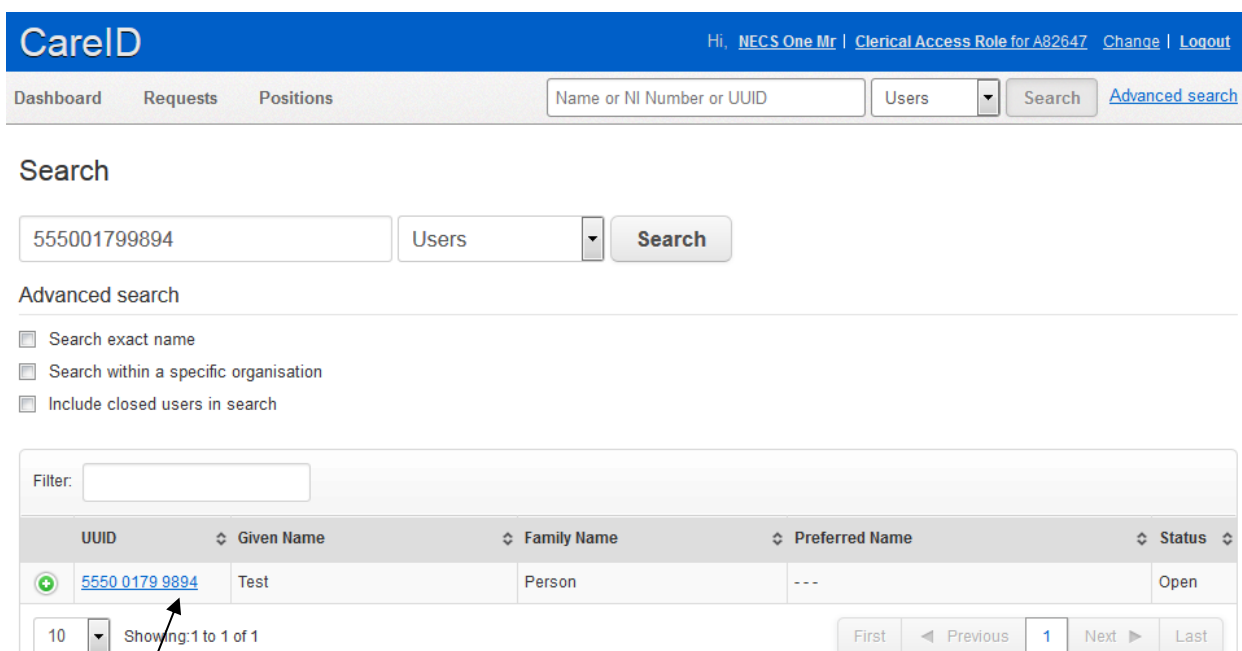 CareID Hi, NECS One Mr | Clerical Access Role for A82647 Change | Logout
Dashboard Requests Positions Name or NI Number or UUID Users Search Advanced search
Search
555001799894 Users Search
Advanced search
Search exact name
Search within a specific organisation
Include closed users in search
Filter:
UUID Given Name Family Name Preferred Name Status
5550 0179 9894 Test Person - - - Open
10 Showing:1 to 1 of 1 First Previous 1 Next Last